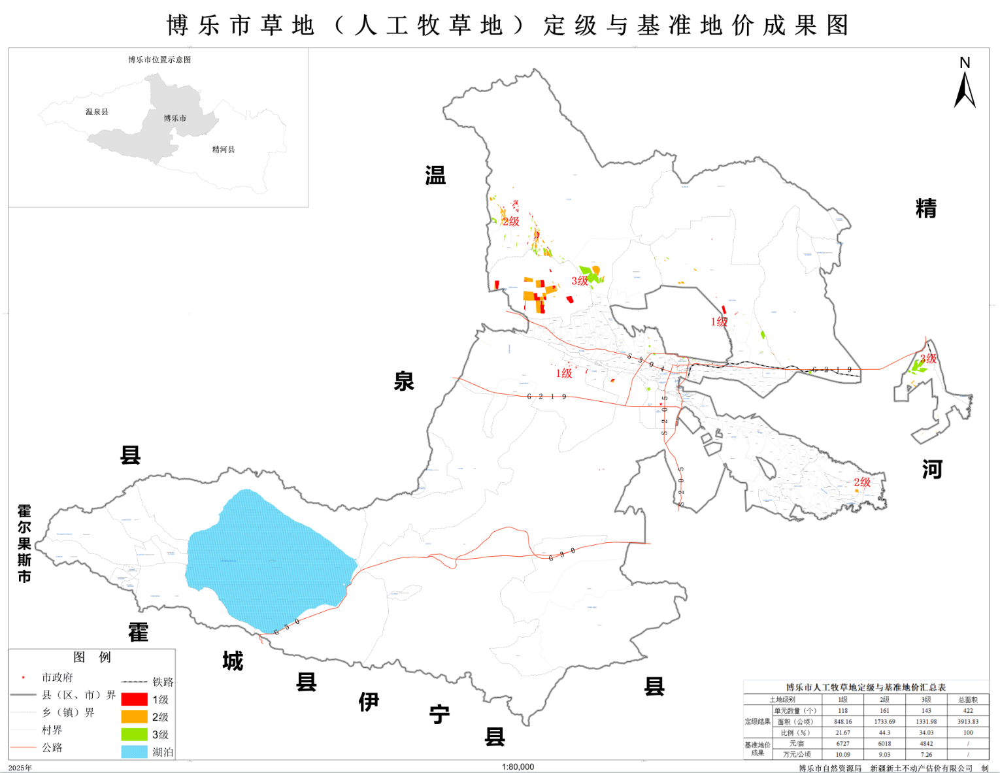 博乐市草地（人工牧草地）定级与基准地价成果图
博乐市位置示意图
温泉县
博乐市
精河县
N
温
精
2级
3级
1级
S304
3级
1级
G219
泉
G219
S205
县
河
S205
2级
霍尔果斯市
G30
G30
霍
城
县
伊
宁
县
县
图 例
市政府
县（区、市）界
乡（镇）界
村界
公路
铁路
1级
2级
3级
湖泊
博乐市人工牧草地定级与基准地价汇总表
土地级别 1级 2级 3级 总面积
定级结果 单元数量（个） 118 161 143 422
面积（公顷） 848.16 1733.69 1331.98 3913.83
比例（%） 21.67 44.3 34.03 100
基准地价成果 元/亩 6727 6018 4842 /
万元/公顷 10.09 9.03 7.26 /
2025年
1:80,000
博乐市自然资源局 新疆新土不动产估价有限公司 制